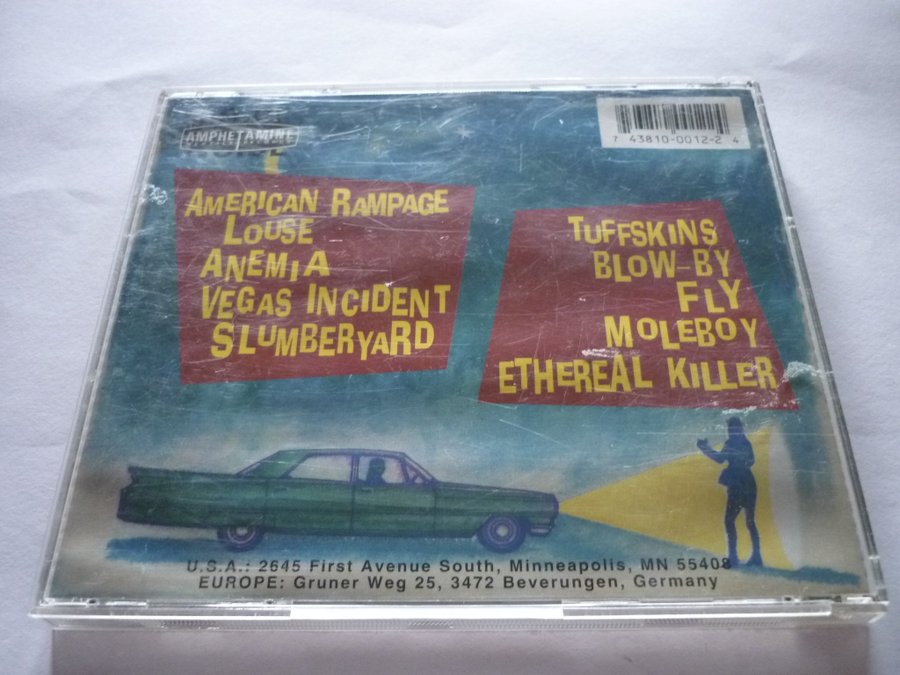 AMPHETAMINE
7 43810-0012-2 4
AMERICAN RAMPAGE
LOUSE
ANEMIA
VEGAS INCIDENT
SLUMBERYARD
TUFFSKINS
BLOW-BY
FLY
MOLEBOY
ETHEREAL KILLER
U.S.A.: 2645 First Avenue South, Minneapolis, MN 55408
EUROPE: Gruner Weg 25, 3472 Beverungen, Germany